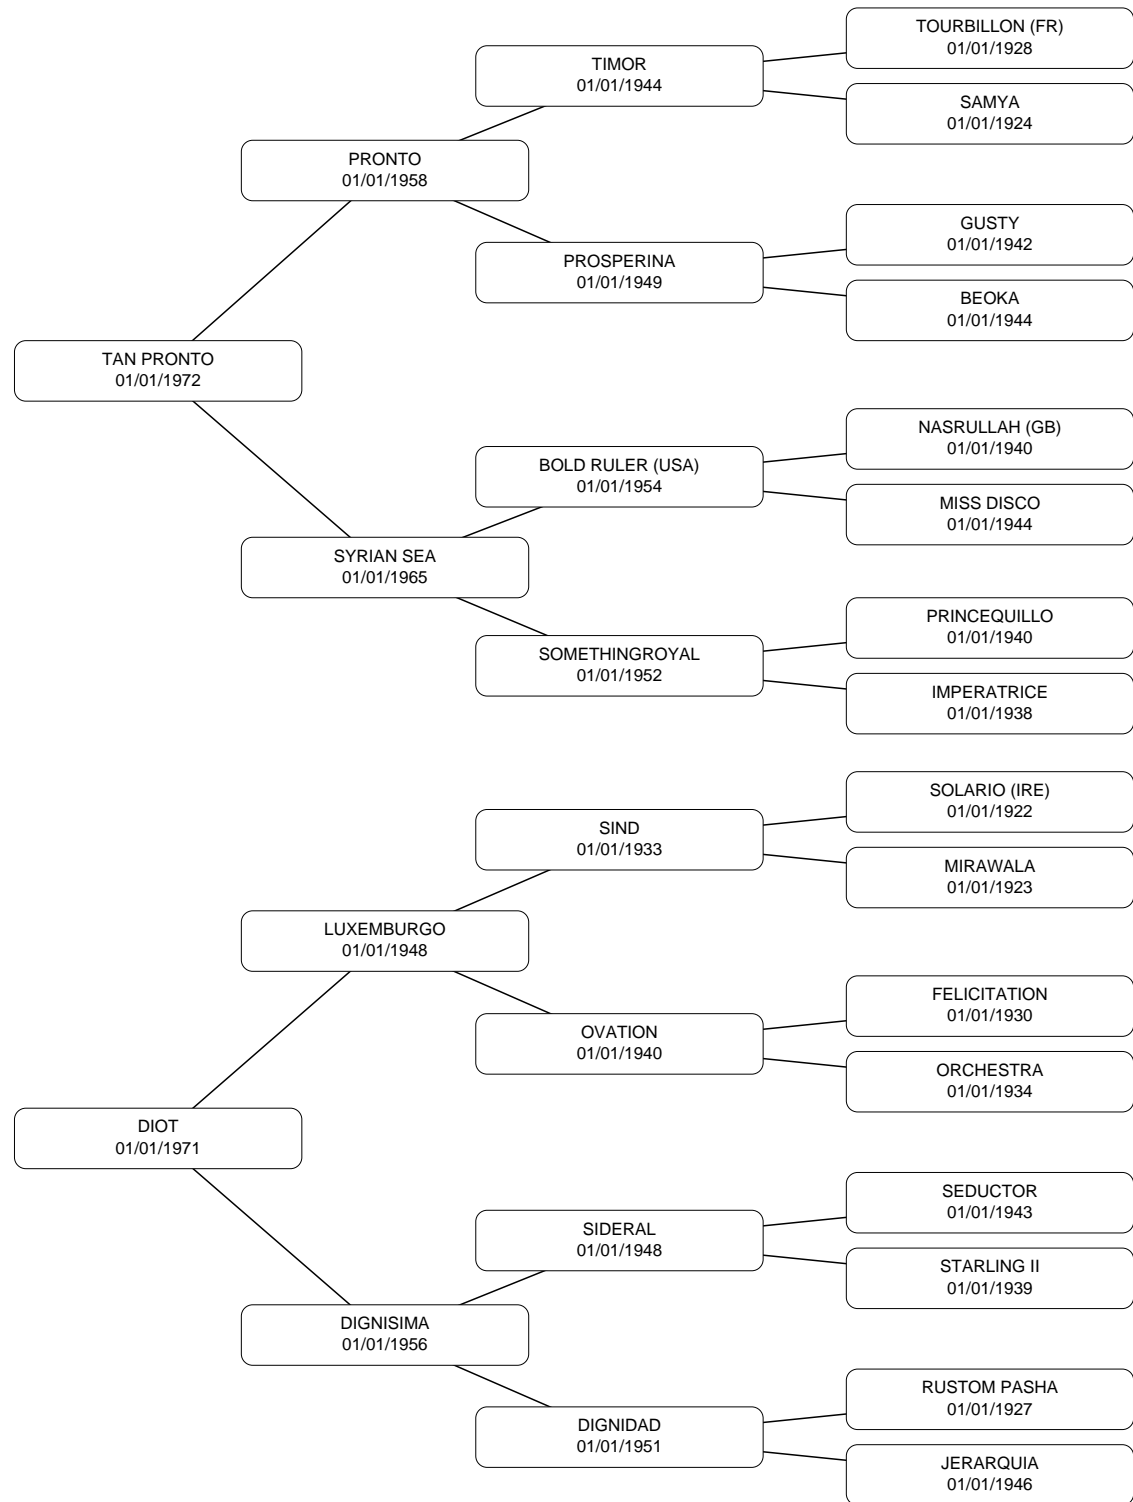 TOURBILLON (FR)
01/01/1928
TIMOR
01/01/1944
SAMYA
01/01/1924
PRONTO
01/01/1958
GUSTY
01/01/1942
PROSPERINA
01/01/1949
BEOKA
01/01/1944
TAN PRONTO
01/01/1972
NASRULLAH (GB)
01/01/1940
BOLD RULER (USA)
01/01/1954
MISS DISCO
01/01/1944
SYRIAN SEA
01/01/1965
PRINCEQUILLO
01/01/1940
SOMETHINGROYAL
01/01/1952
IMPERATRICE
01/01/1938
SOLARIO (IRE)
01/01/1922
SIND
01/01/1933
MIRAWALA
01/01/1923
LUXEMBURGO
01/01/1948
FELICITATION
01/01/1930
OVATION
01/01/1940
ORCHESTRA
01/01/1934
DIOT
01/01/1971
SEDUCTOR
01/01/1943
SIDERAL
01/01/1948
STARLING II
01/01/1939
DIGNISIMA
01/01/1956
RUSTOM PASHA
01/01/1927
DIGNIDAD
01/01/1951
JERARQUIA
01/01/1946